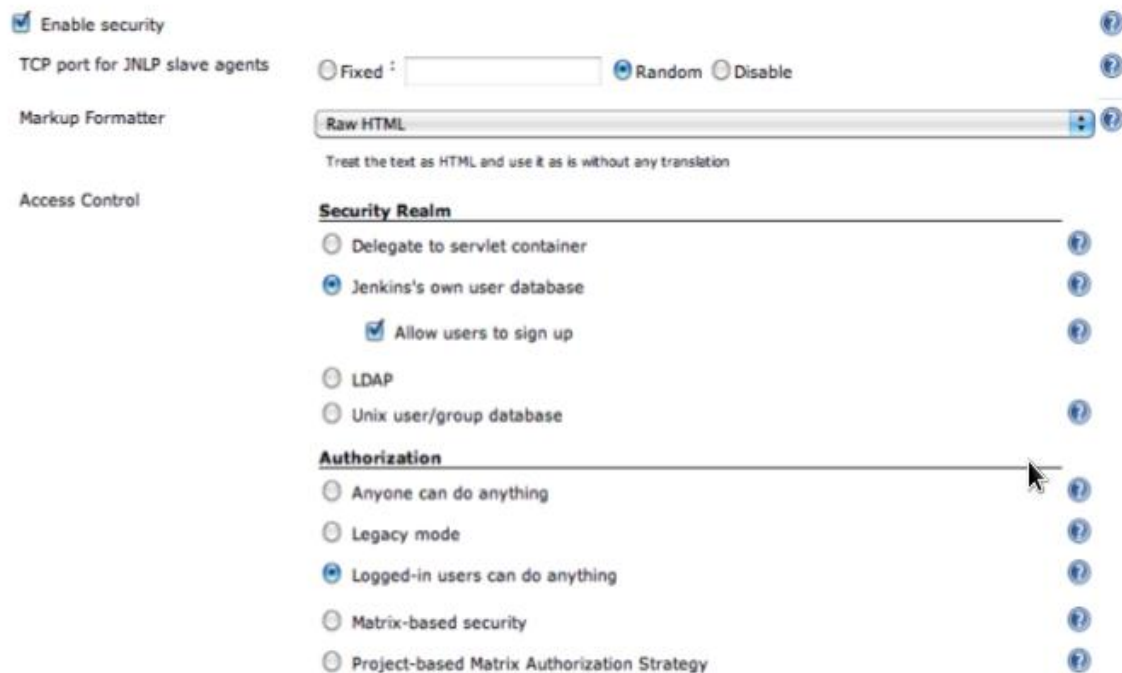 Enable security
TCP port for JNLP slave agents Fixed : Random Disable
Markup Formatter Raw HTML
Treat the text as HTML and use it as is without any translation
Access Control Security Realm
Delegate to servlet container
Jenkins's own user database
Allow users to sign up
LDAP
Unix user/group database
Authorization
Anyone can do anything
Legacy mode
Logged-in users can do anything
Matrix-based security
Project-based Matrix Authorization Strategy